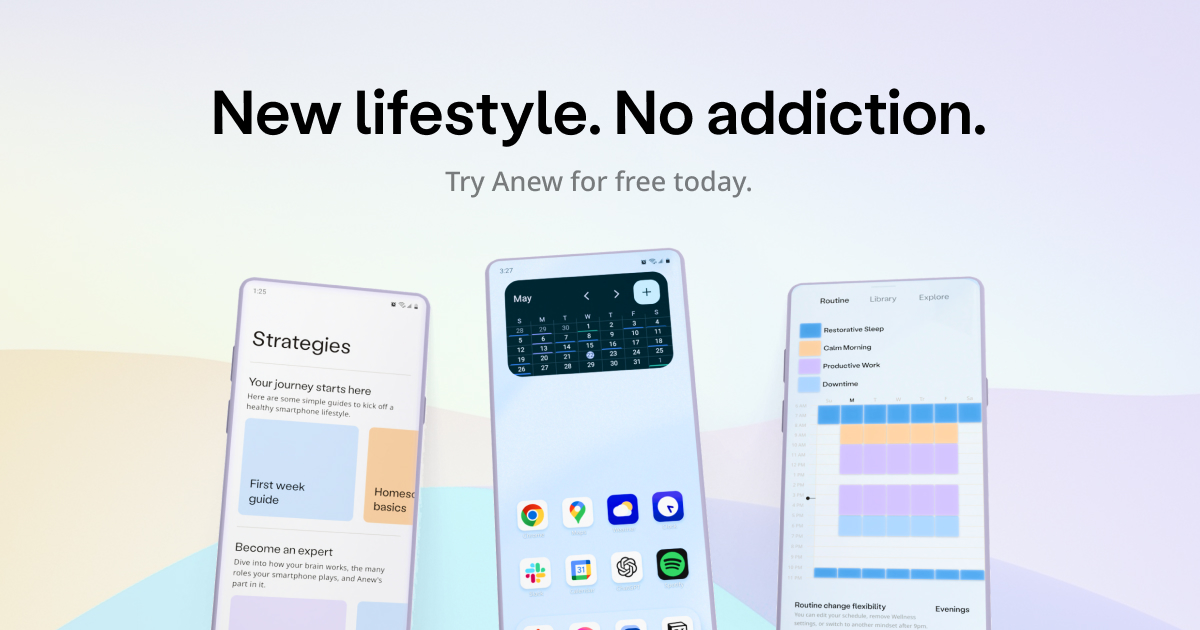 New lifestyle. No addiction.
Try Anew for free today.
1:25
Strategies
Your journey starts here
Here are some simple guides to kick off a
healthy smartphone lifestyle.
First week
guide
Homesc
basics
Become an expert
Dive into how your brain works, the many
roles your smartphone plays, and Anew's
part in it.
3:27
May
S M T W T F S
28 29 30 1 2 3 4
5 6 7 8 9 10 11
12 13 14 15 16 17 18
19 20 21 22 23 24 25
26 27 28 29 30 31 1
31
Routine Library Explore
Restorative Sleep
Calm Morning
Productive Work
Downtime
M
Routine change flexibility
Evenings
You can edit your schedule, remove Wellness
settings, or switch to another mindset after 9pm.